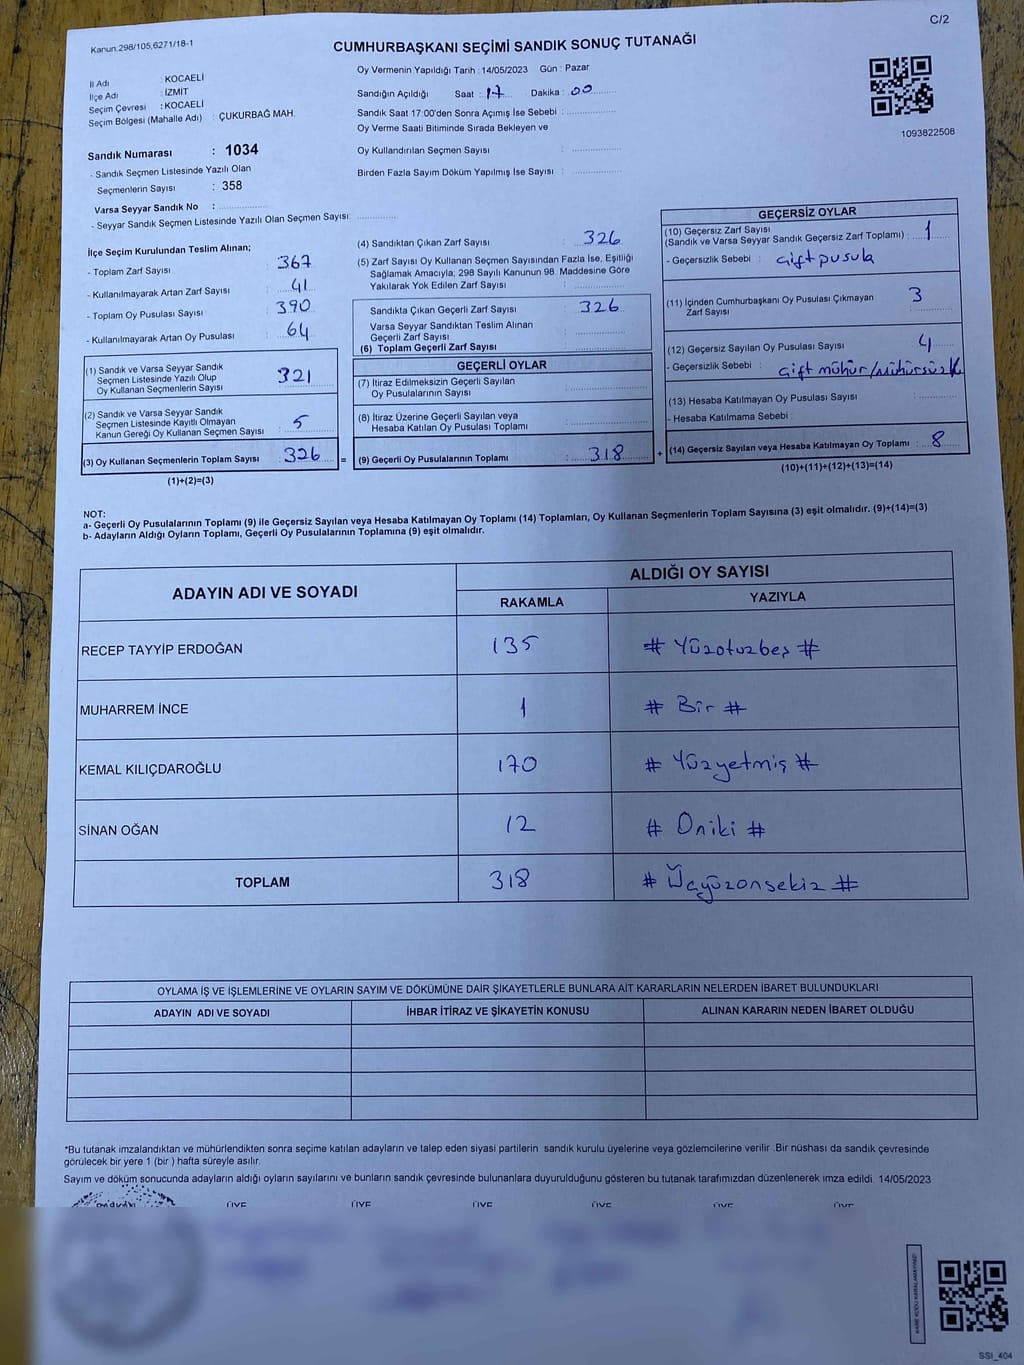 C/2
Kanun:298/105,6271/18-1
CUMHURBAŞKANI SEÇİMİ SANDIK SONUÇ TUTANAĞI
İl Adı : KOCAELİ
İlçe Adı : İZMİT
Seçim Çevresi : KOCAELİ
Seçim Bölgesi (Mahalle Adı) : ÇUKURBAĞ MAH.
Oy Vermenin Yapıldığı Tarih : 14/05/2023 Gün : Pazar
Sandığın Açıldığı Saat : 17 Dakika : 00
Sandık Saat 17:00'den Sonra Açımış İse Sebebi :
Oy Verme Saati Bitiminde Sırada Bekleyen ve
Oy Kullandırılan Seçmen Sayısı :
Birden Fazla Sayım Döküm Yapılmış İse Sayısı :
1093822508
Sandık Numarası : 1034
- Sandık Seçmen Listesinde Yazılı Olan
Seçmenlerin Sayısı : 358
Varsa Seyyar Sandık No :
- Seyyar Sandık Seçmen Listesinde Yazılı Olan Seçmen Sayısı:
İlçe Seçim Kurulundan Teslim Alınan;
- Toplam Zarf Sayısı : 367
- Kullanılmayarak Artan Zarf Sayısı : 41
- Toplam Oy Pusulası Sayısı : 390
- Kullanılmayarak Artan Oy Pusulası : 64
(1) Sandık ve Varsa Seyyar Sandık
Seçmen Listesinde Yazılı Olup
Oy Kullanan Seçmenlerin Sayısı : 321
(2) Sandık ve Varsa Seyyar Sandık
Seçmen Listesinde Kayıtlı Olmayan
Kanun Gereği Oy Kullanan Seçmen Sayısı : 5
(3) Oy Kullanan Seçmenlerin Toplam Sayısı : 326 =
(1)+(2)=(3)
(4) Sandıktan Çıkan Zarf Sayısı : 326
(5) Zarf Sayısı Oy Kullanan Seçmen Sayısından Fazla İse, Eşitliği
Sağlamak Amacıyla, 298 Sayılı Kanunun 98. Maddesine Göre
Yakılarak Yok Edilen Zarf Sayısı :
Sandıkta Çıkan Geçerli Zarf Sayısı : 326
Varsa Seyyar Sandıktan Teslim Alınan
Geçerli Zarf Sayısı :
(6) Toplam Geçerli Zarf Sayısı :
GEÇERLİ OYLAR
(7) İtiraz Edilmeksizin Geçerli Sayılan
Oy Pusulalarının Sayısı :
(8) İtiraz Üzerine Geçerli Sayılan veya
Hesaba Katılan Oy Pusulası Toplamı :
(9) Geçerli Oy Pusulalarının Toplamı : 318 +
GEÇERSİZ OYLAR
(10) Geçersiz Zarf Sayısı
(Sandık ve Varsa Seyyar Sandık Geçersiz Zarf Toplamı) : 1
- Geçersizlik Sebebi : çift pusula
(11) İçinden Cumhurbaşkanı Oy Pusulası Çıkmayan
Zarf Sayısı : 3
(12) Geçersiz Sayılan Oy Pusulası Sayısı : 4
- Geçersizlik Sebebi : çift mühür/mühürsüzlük
(13) Hesaba Katılmayan Oy Pusulası Sayısı :
- Hesaba Katılmama Sebebi :
(14) Geçersiz Sayılan veya Hesaba Katılmayan Oy Toplamı : 8
(10)+(11)+(12)+(13)=(14)
NOT:
a- Geçerli Oy Pusulalarının Toplamı (9) ile Geçersiz Sayılan veya Hesaba Katılmayan Oy Toplamı (14) Toplamları, Oy Kullanan Seçmenlerin Toplam Sayısına (3) eşit olmalıdır. (9)+(14)=(3)
b- Adayların Aldığı Oyların Toplamı, Geçerli Oy Pusulalarının Toplamına (9) eşit olmalıdır.
ADAYIN ADI VE SOYADI ALDIĞI OY SAYISI
RAKAMLA YAZIYLA
RECEP TAYYİP ERDOĞAN 135 # Yüzotuzbeş #
MUHARREM İNCE 1 # Bir #
KEMAL KILIÇDAROĞLU 170 # Yüzyetmiş #
SİNAN OĞAN 12 # Oniki #
TOPLAM 318 # Üçyüzonsekiz #
OYLAMA İŞ VE İŞLEMLERİNE VE OYLARIN SAYIM VE DÖKÜMÜNE DAİR ŞİKAYETLERLE BUNLARA AİT KARARLARIN NELERDEN İBARET BULUNDUKLARI
ADAYIN ADI VE SOYADI İHBAR İTİRAZ VE ŞİKAYETİN KONUSU ALINAN KARARIN NEDEN İBARET OLDUĞU
*Bu tutanak imzalandıktan ve mühürlendikten sonra seçime katılan adayların ve talep eden siyasi partilerin sandık kurulu üyelerine veya gözlemcilerine verilir .Bir nüshası da sandık çevresinde
görülecek bir yere 1 (bir ) hafta süreyle asılır.
Sayım ve döküm sonucunda adayların aldığı oyların sayılarını ve bunların sandık çevresinde bulunanlara duyurulduğunu gösteren bu tutanak tarafımızdan düzenlenerek imza edildi. 14/05/2023
BAŞKAN ÜYE ÜYE ÜYE ÜYE ÜYE ÜYE
KARE KODU KARALAMAYINIZ!
SSI_404